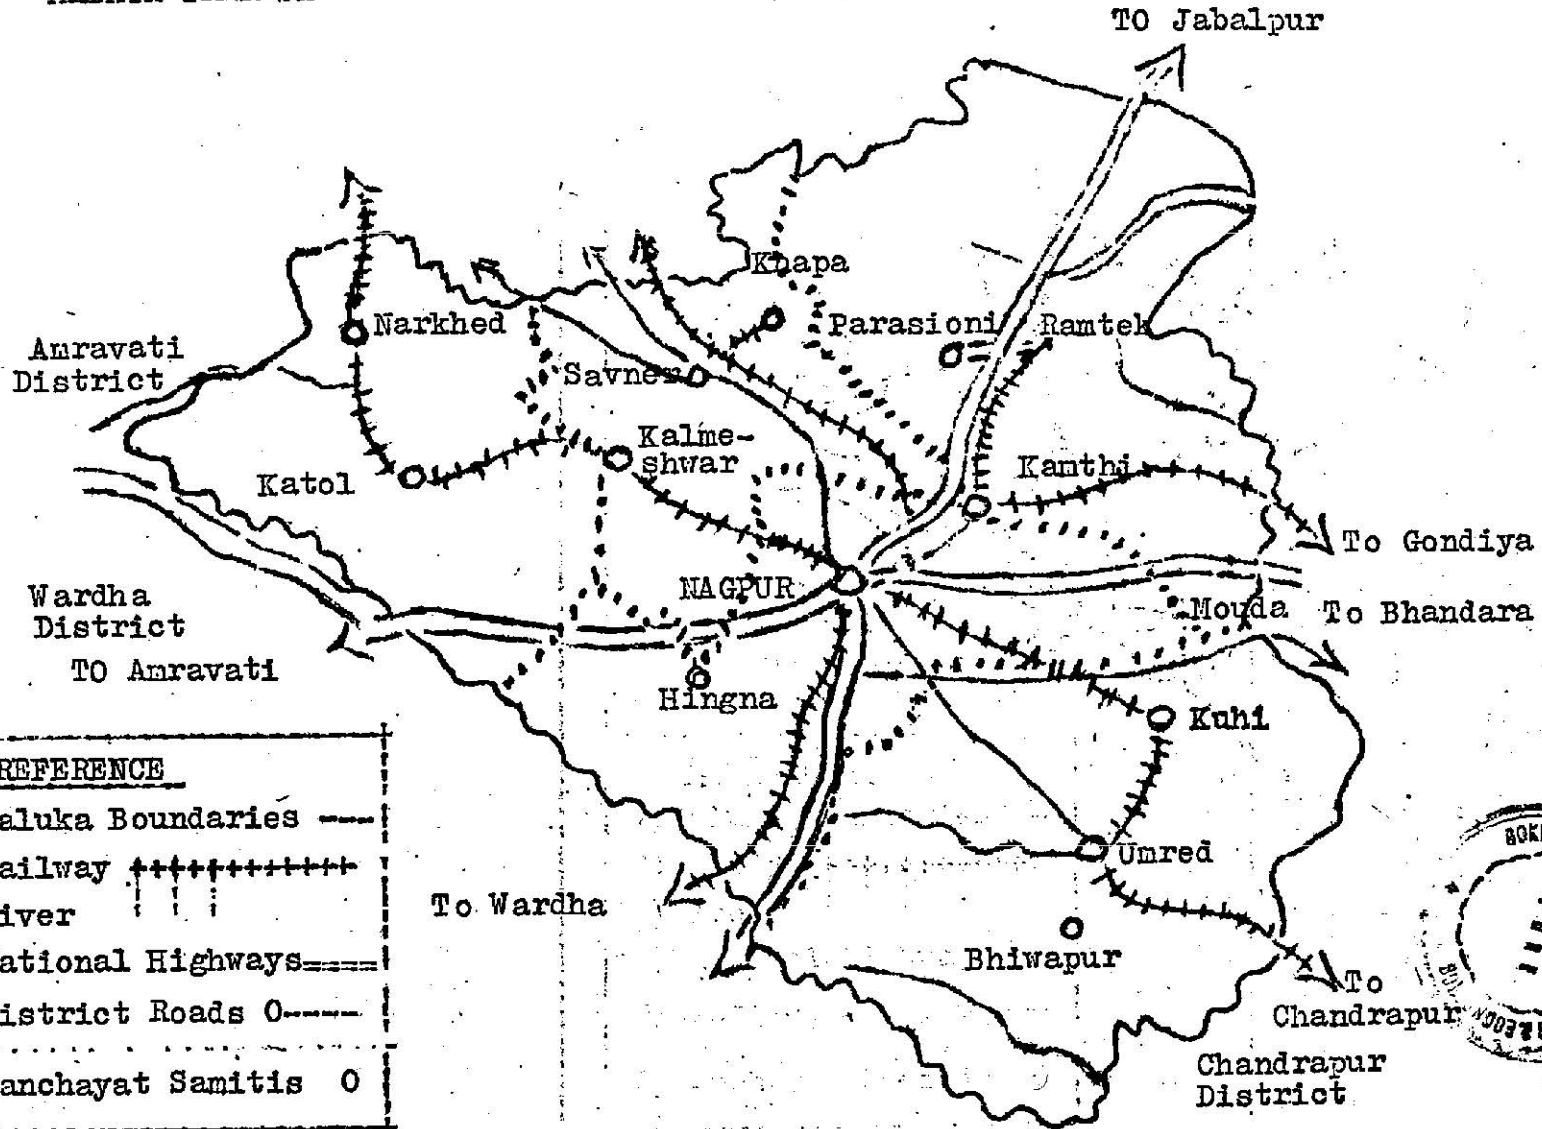 TO Jabalpur
Khapa
Narkhed
Parasioni
Ramtek
Amravati
District
Savner
Kalme-
shwar
Kamthi
Katol
To Gondiya
NAGPUR
Wardha
District
Mouda
To Bhandara
TO Amravati
Hingna
Kuhi
REFERENCE
aluka Boundaries
ailway
Umred
iver
To Wardha
ational Highways
Bhiwapur
istrict Roads O
To
Chandrapur
anchayat Samitis O
Chandrapur
District